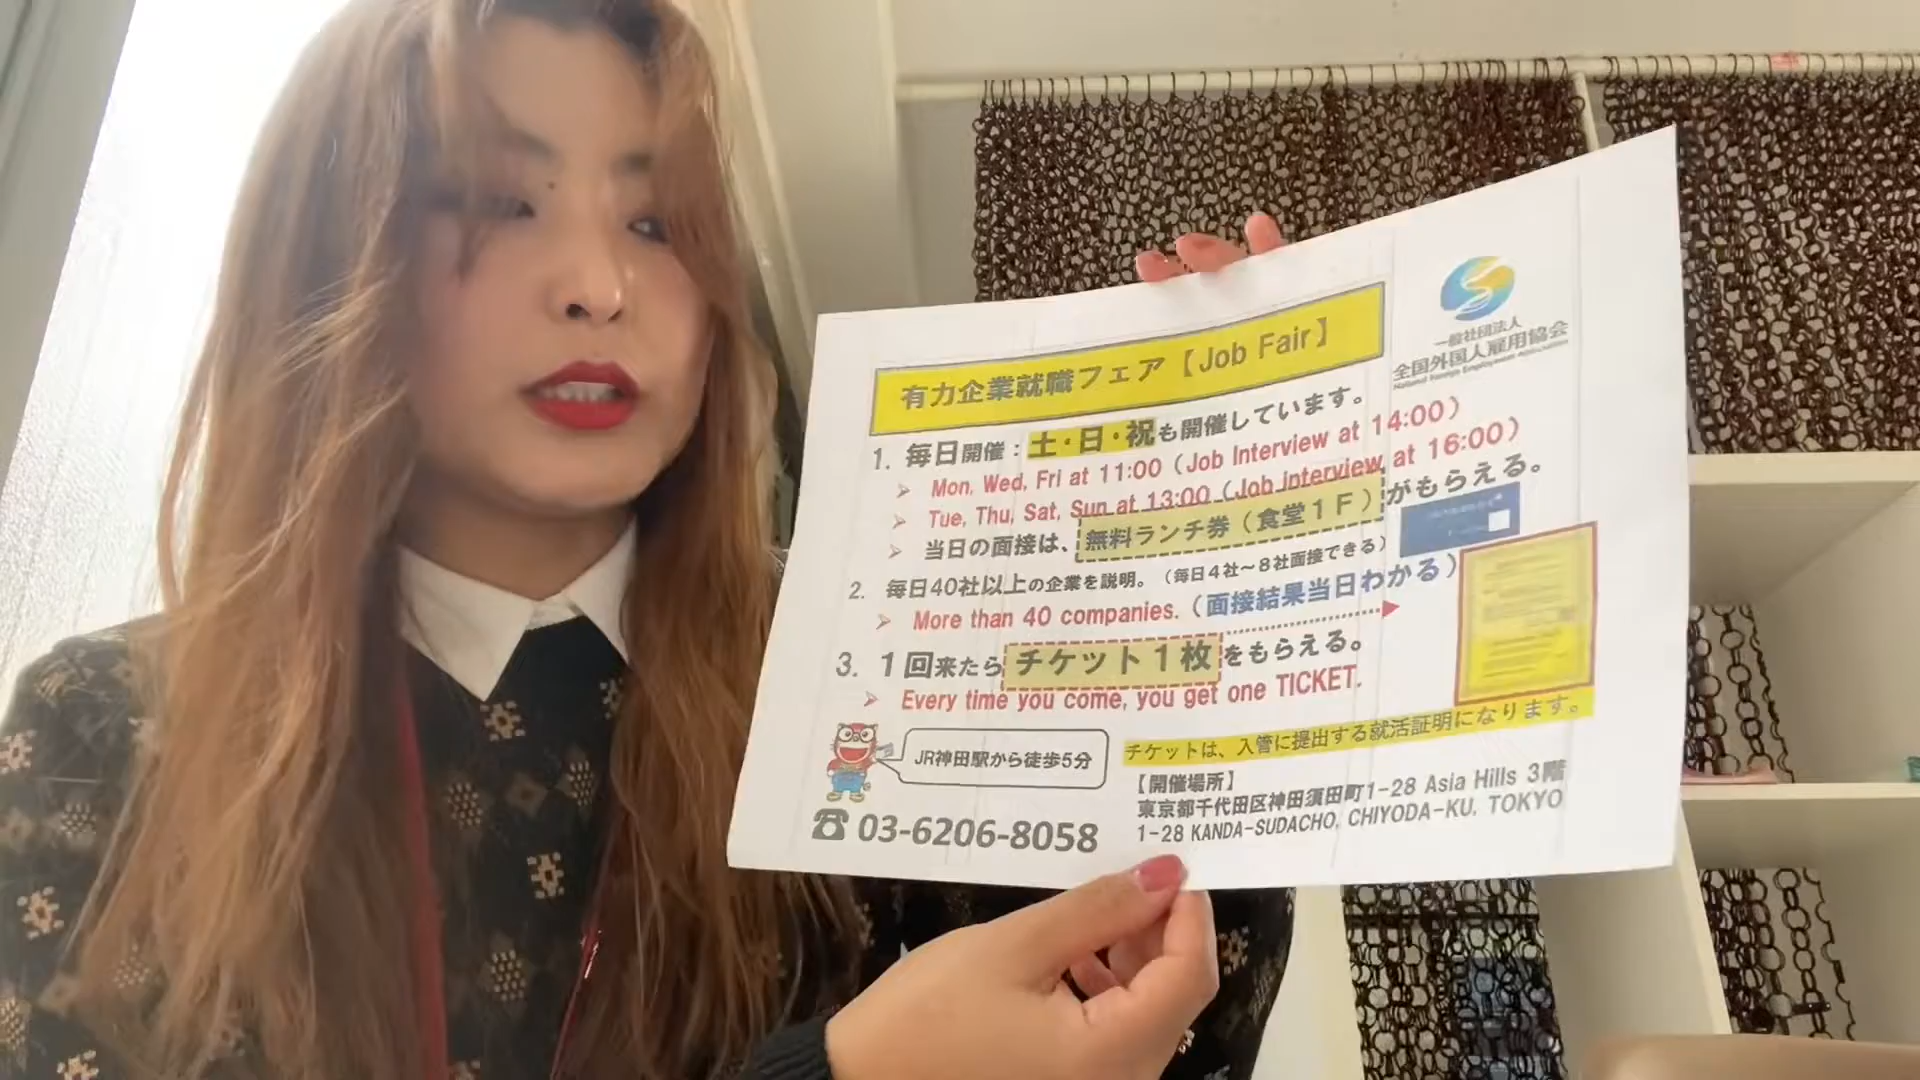 有力企業就職フェア【Job Fair】
一般社団法人
全国外国人雇用協会
National Foreign Employment Association
1. 毎日開催：土・日・祝も開催しています。
➢ Mon, Wed, Fri at 11:00（Job Interview at 14:00）
➢ Tue, Thu, Sat, Sun at 13:00（Job interview at 16:00）
➢ 当日の面接は、無料ランチ券（食堂１Ｆ）がもらえる。
2. 毎日40社以上の企業を説明。（毎日４社～８社面接できる）
➢ More than 40 companies.（面接結果当日わかる）
3. １回来たらチケット１枚をもらえる。
➢ Every time you come, you get one TICKET.
チケットは、入管に提出する就活証明になります。
JR神田駅から徒歩5分
☎ 03-6206-8058
【開催場所】
東京都千代田区神田須田町1-28 Asia Hills 3階
1-28 KANDA-SUDACHO, CHIYODA-KU, TOKYO